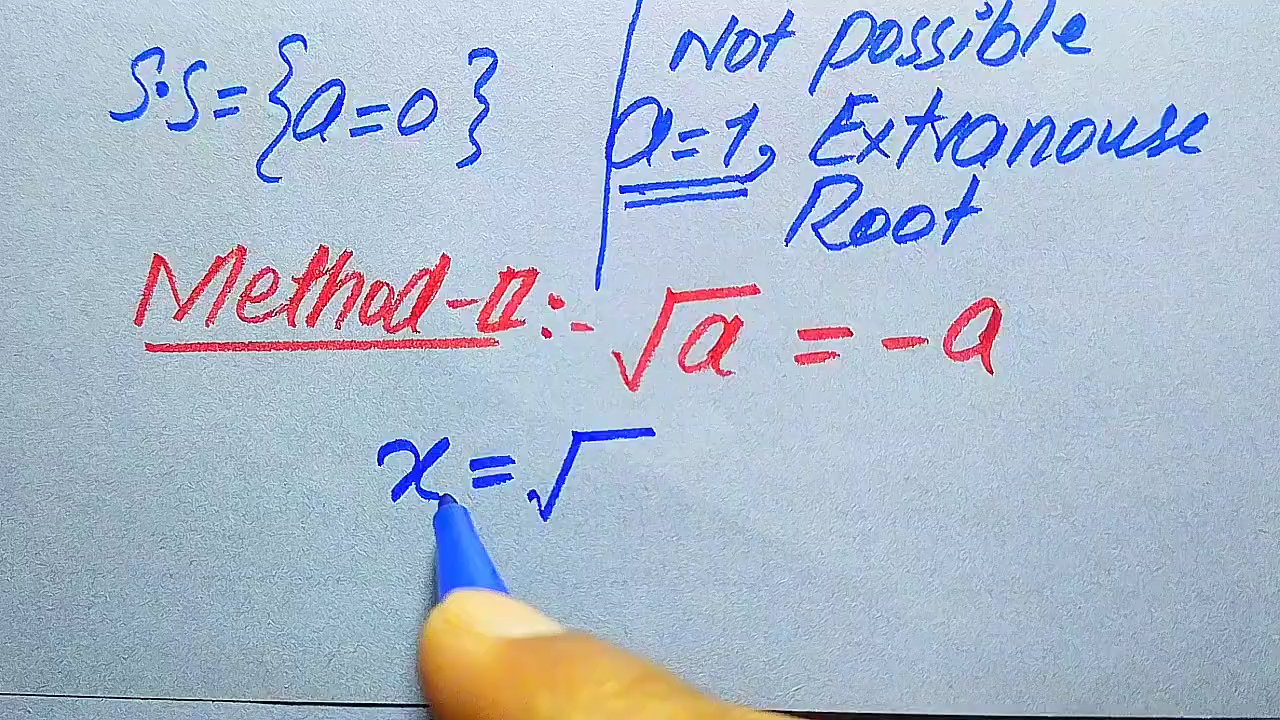 S.S = {a=0}
Not possible
a=1, Extranouse
Root
Method-II:- √a = -a
x = √